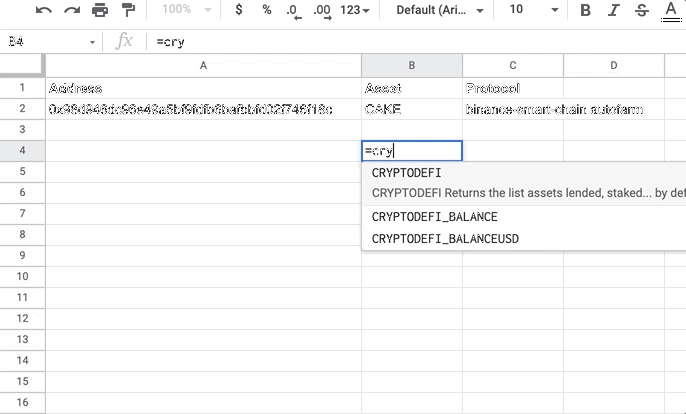 100% $ % .0 .00 123 Default (Ari... 10 B I S A
B4 fx =cry
A B C D
1 Address Asset Protocol
2 CAKE binance-smart-chain autofarm
3
4 =cry
5 CRYPTODEFI
6 CRYPTODEFI Returns the list assets lended, staked... by def
7 CRYPTODEFI_BALANCE
8 CRYPTODEFI_BALANCEUSD
9
10
11
12
13
14
15
16